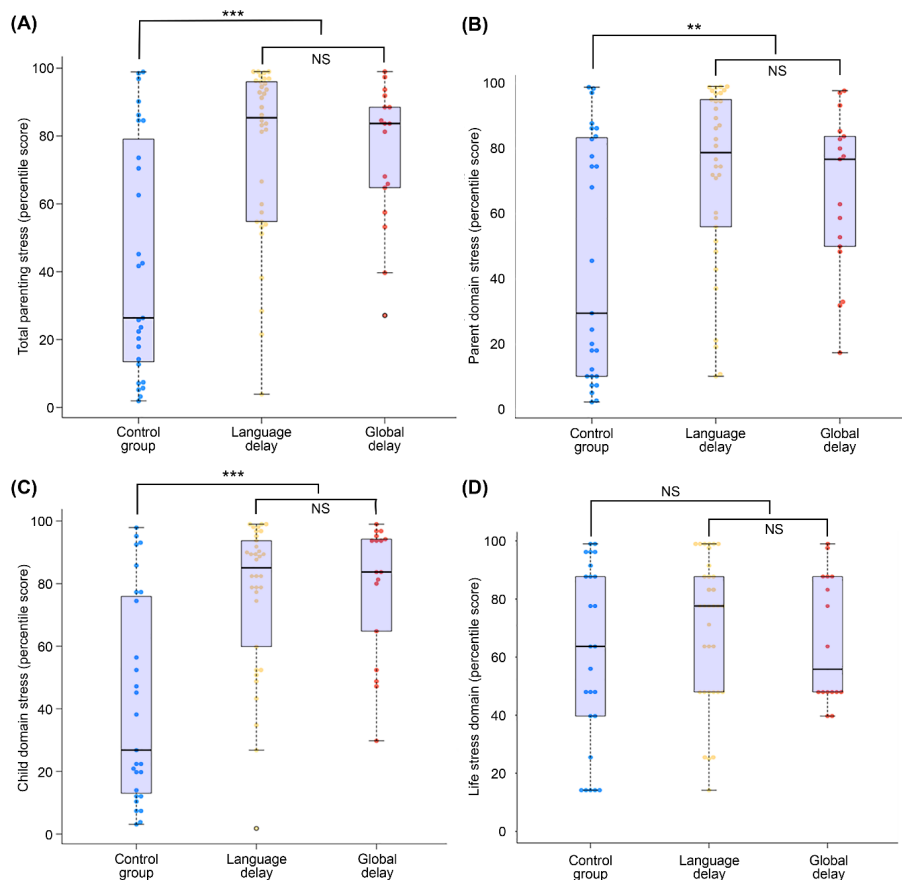 (A)
***
NS
Total parenting stress (percentile score)
100
80
60
40
20
0
Control group
Language delay
Global delay
(B)
**
NS
Parent domain stress (percentile score)
100
80
60
40
20
0
Control group
Language delay
Global delay
(C)
***
NS
Child domain stress (percentile score)
100
80
60
40
20
0
Control group
Language delay
Global delay
(D)
NS
NS
Life stress domain (percentile score)
100
80
60
40
20
0
Control group
Language delay
Global delay